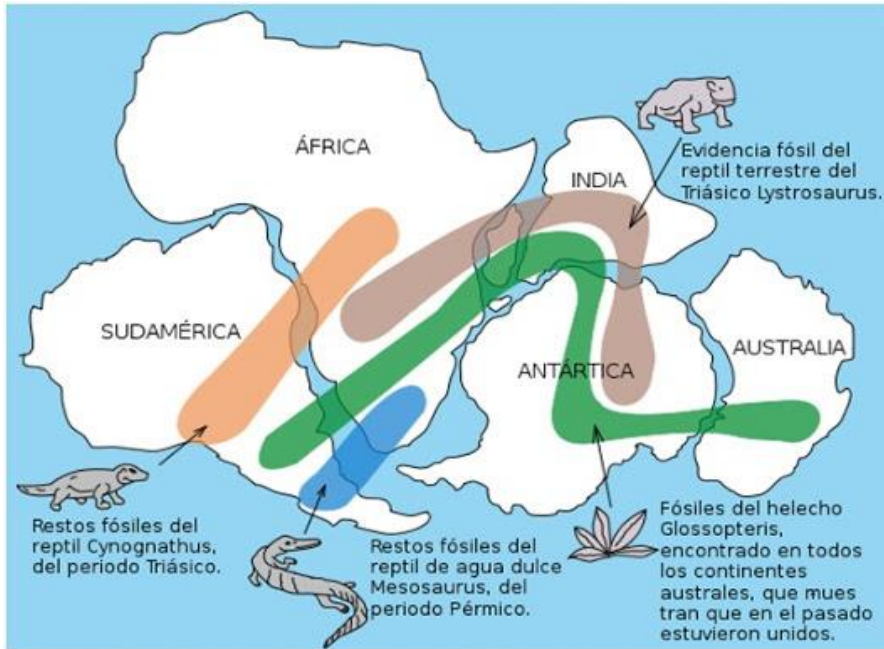 ÁFRICA
INDIA
Evidencia fósil del
reptil terrestre del
Triásico Lystrosaurus.
SUDAMÉRICA
ANTÁRTICA
AUSTRALIA
Restos fósiles del
reptil Cynognathus,
del período Triásico.
Restos fósiles del
reptil de agua dulce
Mesosaurus, del
periodo Pérmico.
Fósiles del helecho
Glossopteris,
encontrado en todos
los continentes
australes, que mues
tran que en el pasado
estuvieron unidos.